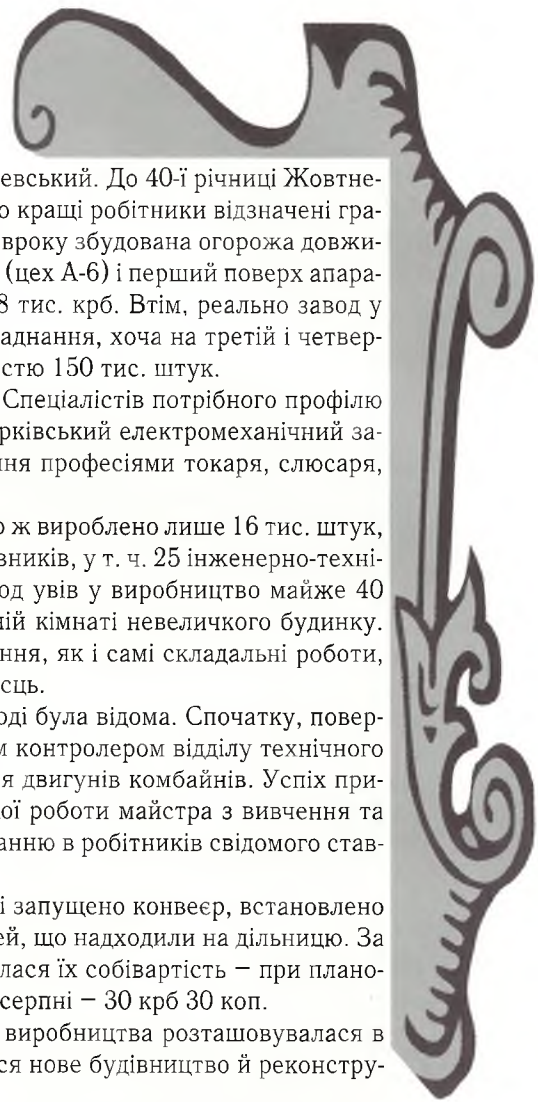 евський. До 40-ї річниці Жовтне-
о кращі робітники відзначені гра-
вроку збудована огорожа довжи-
(цех А-6) і перший поверх апара-
8 тис. крб. Втім, реально завод у
аднання, хоча на третій і четвер-
стю 150 тис. штук.
Спеціалістів потрібного профілю
рківський електромеханічний за-
ння професіями токаря, слюсаря,
о ж вироблено лише 16 тис. штук,
вників, у т. ч. 25 інженерно-техні-
од увів у виробництво майже 40
ній кімнаті невеличкого будинку.
ння, як і самі складальні роботи,
сць.
оді була відома. Спочатку, повер-
м контролером відділу технічного
я двигунів комбайнів. Успіх при-
кої роботи майстра з вивчення та
анню в робітників свідомого став-
і запущено конвеєр, встановлено
ей, що надходили на дільницю. За
лася їх собівартість – при плано-
серпні – 30 крб 30 коп.
виробництва розташовувалася в
ся нове будівництво й реконстру-